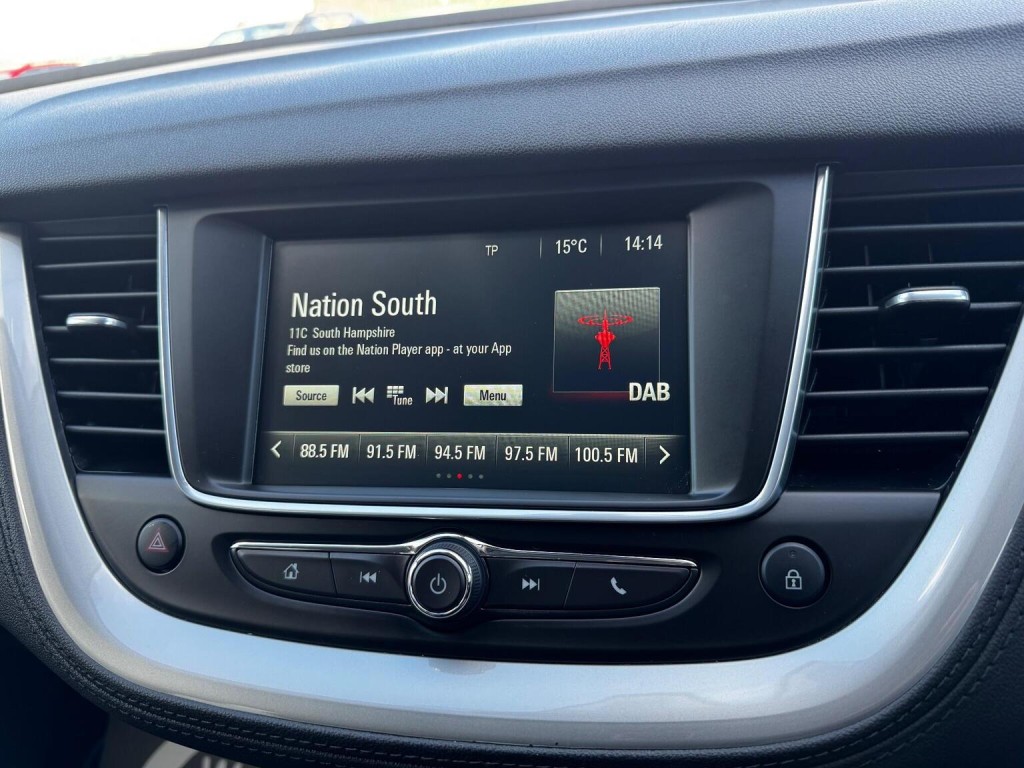 TP 15°C 14:14
Nation South
11C South Hampshire
Find us on the Nation Player app - at your App
store
Source Tune Menu
DAB
88.5 FM 91.5 FM 94.5 FM 97.5 FM 100.5 FM